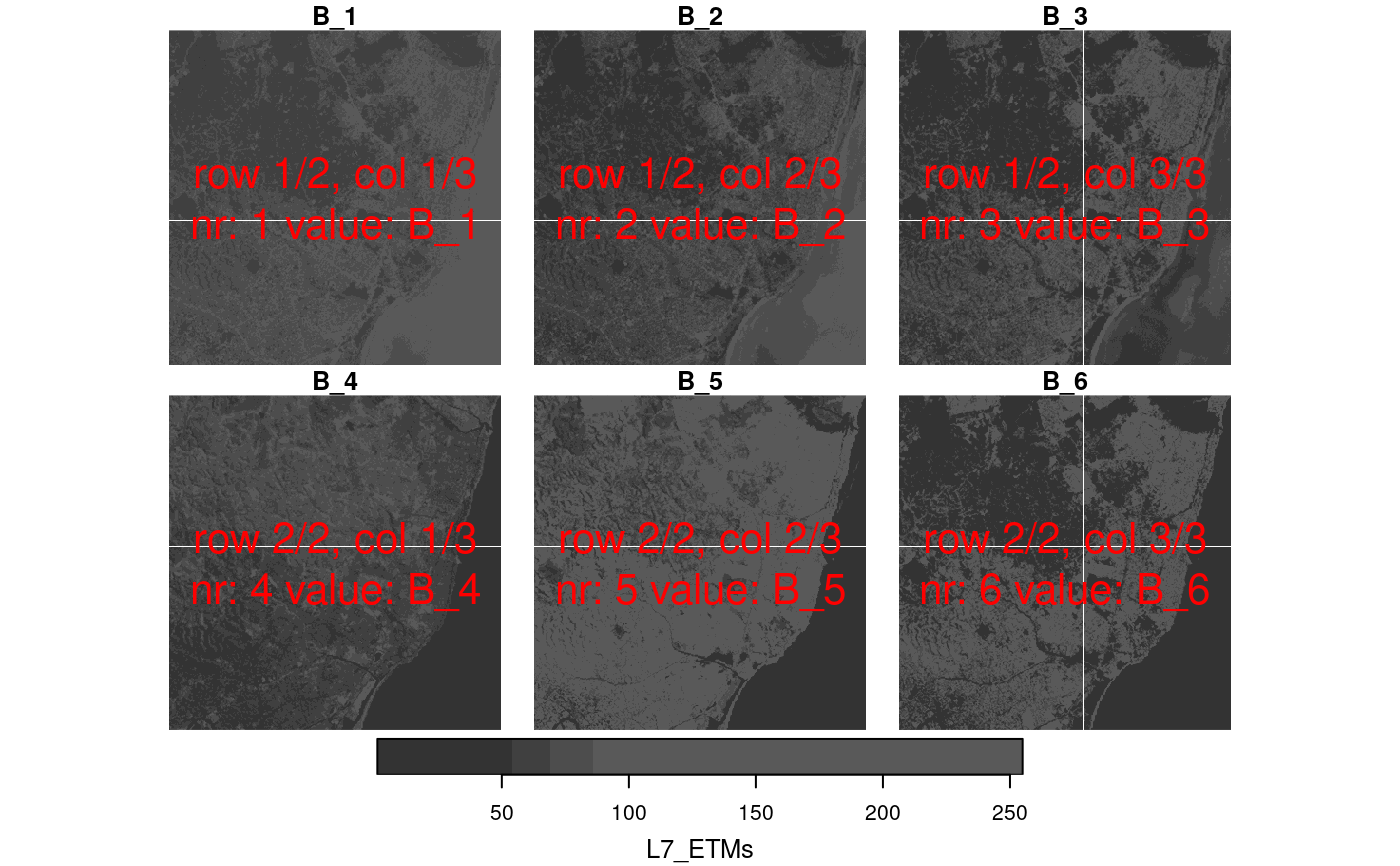 B_1
B_2
B_3
row 1/2, col 1/3
nr: 1 value: B_1
row 1/2, col 2/3
nr: 2 value: B_2
row 1/2, col 3/3
nr: 3 value: B_3
B_4
B_5
B_6
row 2/2, col 1/3
nr: 4 value: B_4
row 2/2, col 2/3
nr: 5 value: B_5
row 2/2, col 3/3
nr: 6 value: B_6
50 100 150 200 250
L7_ETMs